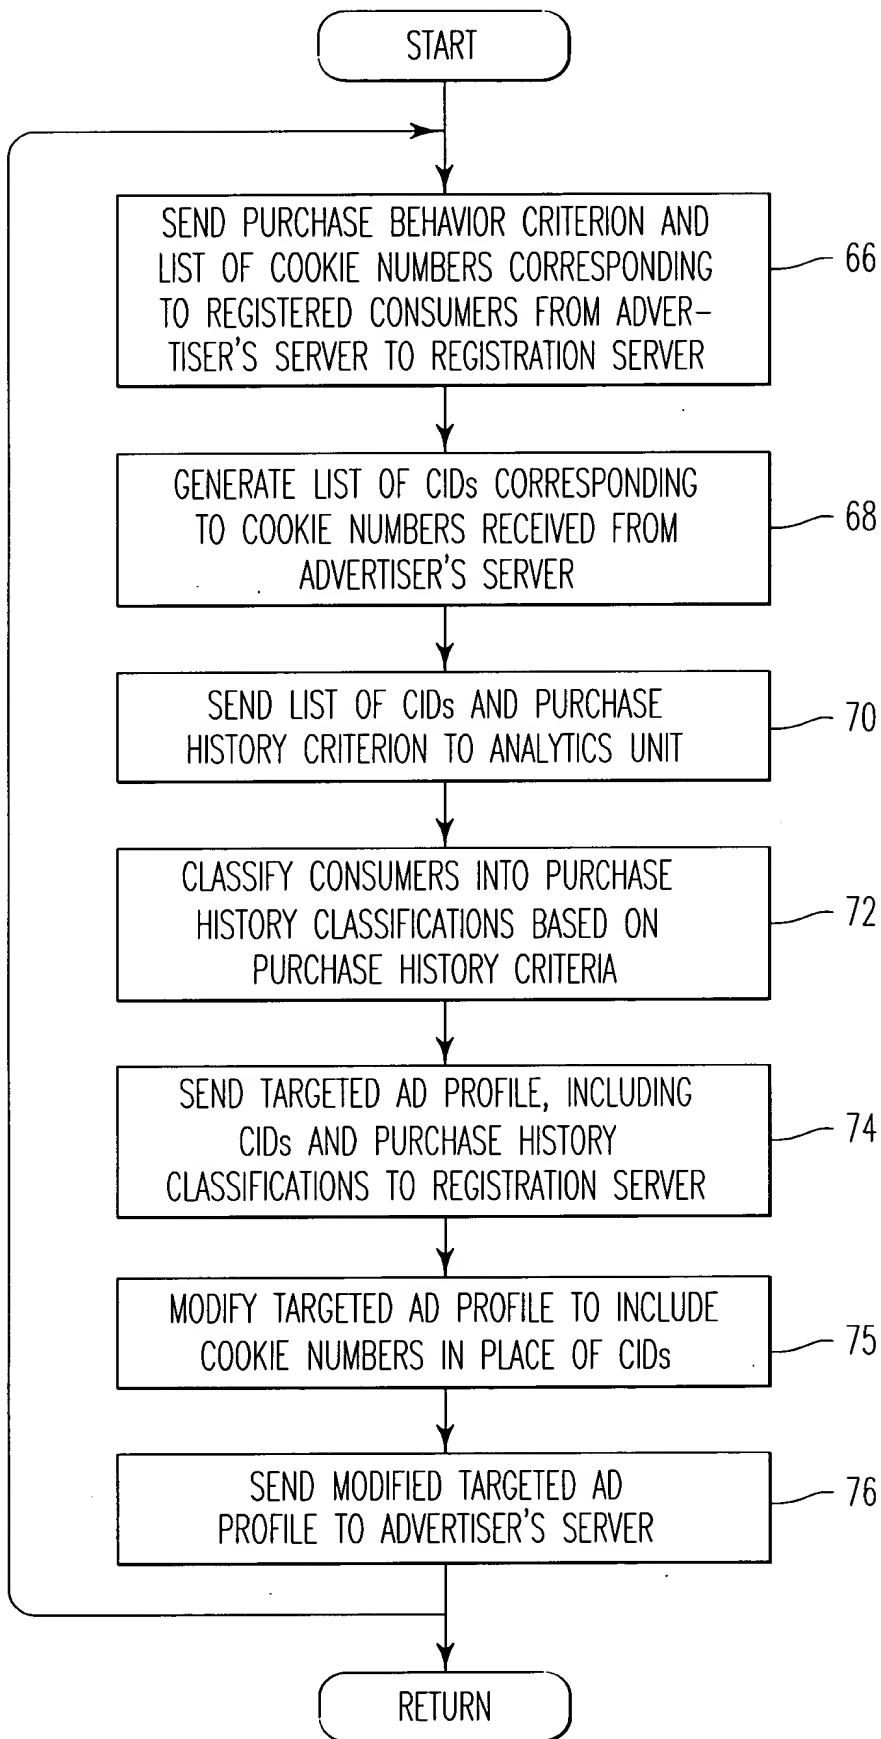 START
SEND PURCHASE BEHAVIOR CRITERION AND
LIST OF COOKIE NUMBERS CORRESPONDING
TO REGISTERED CONSUMERS FROM ADVER-
TISER'S SERVER TO REGISTRATION SERVER
66
GENERATE LIST OF CIDs CORRESPONDING
TO COOKIE NUMBERS RECEIVED FROM
ADVERTISER'S SERVER
68
SEND LIST OF CIDs AND PURCHASE
HISTORY CRITERION TO ANALYTICS UNIT
70
CLASSIFY CONSUMERS INTO PURCHASE
HISTORY CLASSIFICATIONS BASED ON
PURCHASE HISTORY CRITERIA
72
SEND TARGETED AD PROFILE, INCLUDING
CIDs AND PURCHASE HISTORY
CLASSIFICATIONS TO REGISTRATION SERVER
74
MODIFY TARGETED AD PROFILE TO INCLUDE
COOKIE NUMBERS IN PLACE OF CIDs
75
SEND MODIFIED TARGETED AD
PROFILE TO ADVERTISER'S SERVER
76
RETURN